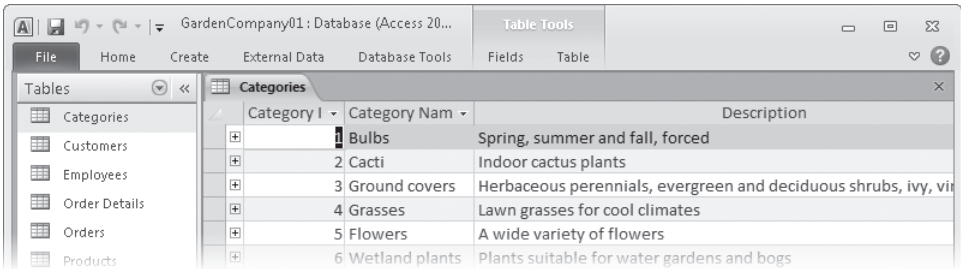 A GardenCompany01 : Database (Access 20... Table Tools
File Home Create External Data Database Tools Fields Table
Tables
Categories
Customers
Employees
Order Details
Orders
Products
Categories
Category I Category Nam Description
1 Bulbs Spring, summer and fall, forced
2 Cacti Indoor cactus plants
3 Ground covers Herbaceous perennials, evergreen and deciduous shrubs, ivy, vin
4 Grasses Lawn grasses for cool climates
5 Flowers A wide variety of flowers
6 Wetland plants Plants suitable for water gardens and bogs